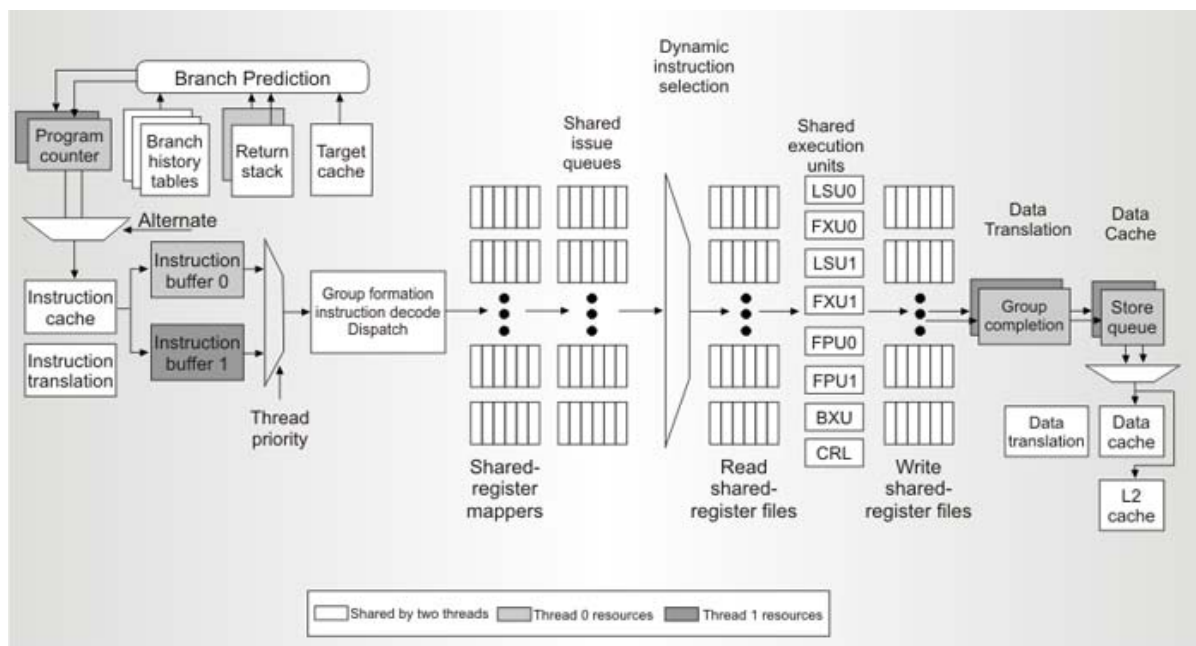 Dynamic
instruction
selection
Branch Prediction
Program
counter
Branch
history
tables
Return
stack
Target
cache
Shared
issue
queues
Shared
execution
units
LSU0
FXU0
LSU1
FXU1
FPU0
FPU1
BXU
CRL
Alternate
Instruction
cache
Instruction
translation
Instruction
buffer 0
Instruction
buffer 1
Thread
priority
Group formation
instruction decode
Dispatch
Shared-
register
mappers
Read
shared-
register files
Write
shared-
register files
Data
Translation
Data
Cache
Group
completion
Store
queue
Data
translation
Data
cache
L2
cache
Shared by two threads
Thread 0 resources
Thread 1 resources